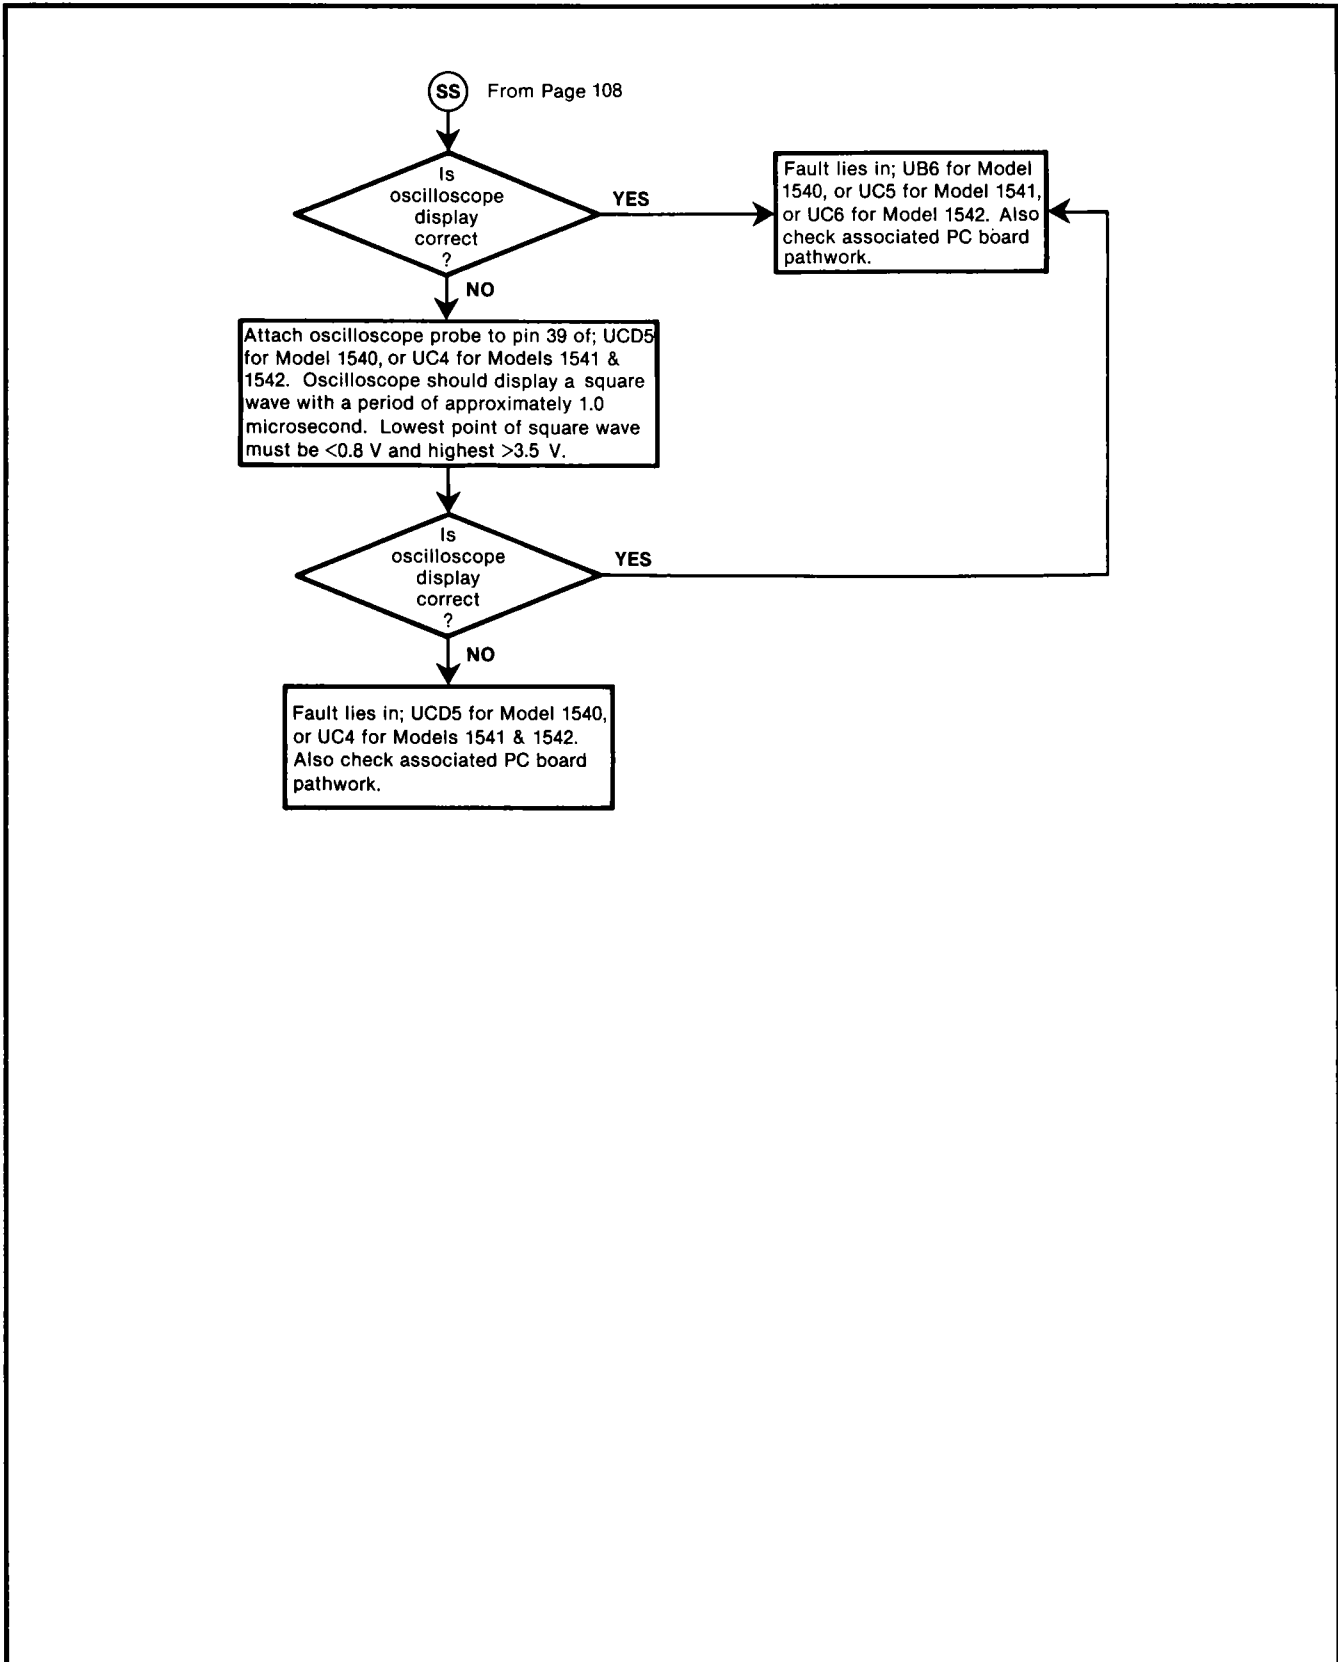 SS From Page 108
Is
oscilloscope
display
correct
?
YES
NO
Fault lies in; UB6 for Model
1540, or UC5 for Model 1541,
or UC6 for Model 1542. Also
check associated PC board
pathwork.
Attach oscilloscope probe to pin 39 of; UCD5
for Model 1540, or UC4 for Models 1541 &
1542. Oscilloscope should display a square
wave with a period of approximately 1.0
microsecond. Lowest point of square wave
must be <0.8 V and highest >3.5 V.
Is
oscilloscope
display
correct
?
YES
NO
Fault lies in; UCD5 for Model 1540,
or UC4 for Models 1541 & 1542.
Also check associated PC board
pathwork.